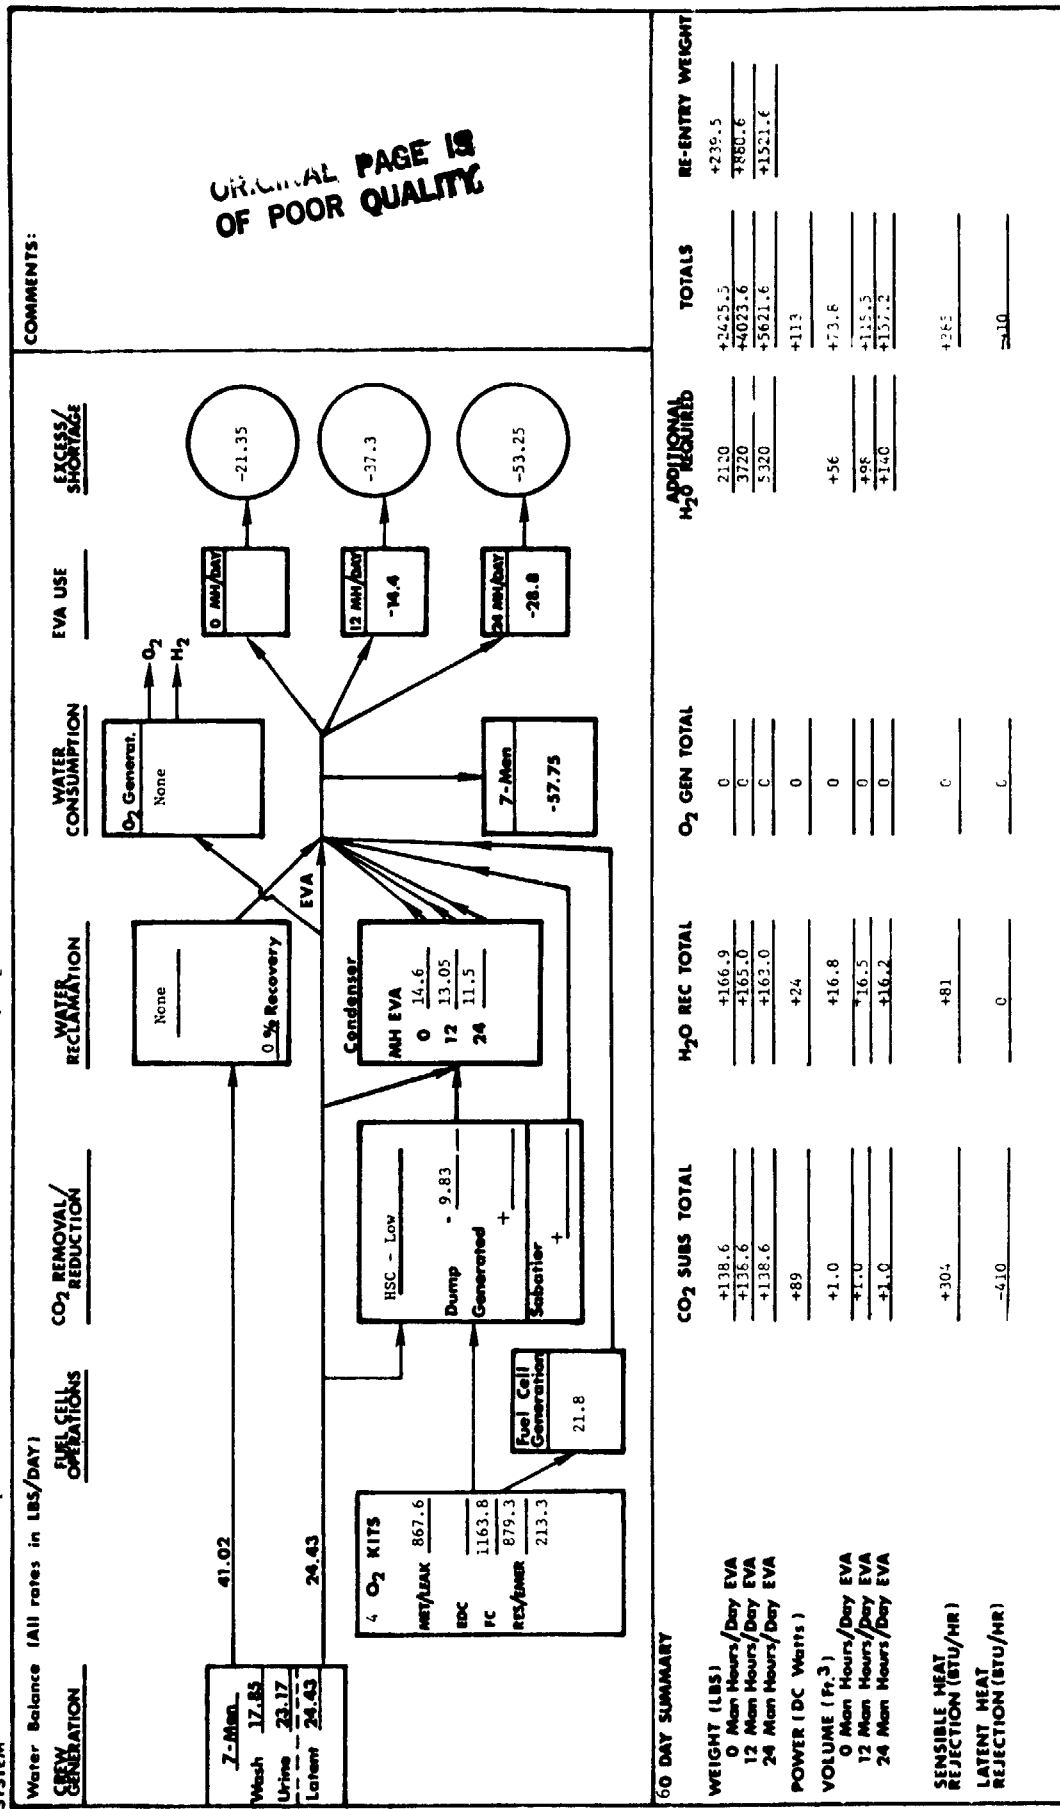 SYSTEM
Water Balance (All rates in LBS/DAY)
CREW GENERATION
FUEL CELL OPERATIONS
CO2 REMOVAL/ REDUCTION
WATER RECLAMATION
WATER CONSUMPTION
EVA USE
EXCESS/ SHORTAGE
COMMENTS:
ORIGINAL PAGE IS
OF POOR QUALITY
7-Men
Wash 17.85
Urine 23.17
Latent 24.43
41.02
24.43
4 O2 KITS
MET/LEAK 867.6
EDC
1163.8
FC 879.3
RES/EMER 213.3
Fuel Cell Generation
21.8
HSC - Low
Dump - 9.83
Generated +
Sabatier +
None
0 % Recovery
Condenser
MH EVA
0 14.6
12 13.05
24 11.5
EVA
O2 Generat.
None
O2
H2
7-Men
-57.75
0 MH/DAY
12 MH/DAY
-14.4
24 MH/DAY
-28.8
-21.35
-37.3
-53.25
60 DAY SUMMARY
CO2 SUBS TOTAL
H2O REC TOTAL
O2 GEN TOTAL
ADDITIONAL H2O REQUIRED
TOTALS
RE-ENTRY WEIGHT
WEIGHT (LBS)
0 Man Hours/Day EVA +138.6 +166.9 0 2120 +2425.5 +239.5
12 Man Hours/Day EVA +138.6 +165.0 0 3720 +4023.6 +880.6
24 Man Hours/Day EVA +138.6 +163.0 0 5320 +5621.6 +1521.6
POWER (DC Watts) +89 +24 0 +113
VOLUME (Ft.3)
0 Man Hours/Day EVA +1.0 +16.8 0 +56 +73.8
12 Man Hours/Day EVA +1.0 +16.5 0 +98 +115.5
24 Man Hours/Day EVA +1.0 +16.2 0 +140 +157.2
SENSIBLE HEAT
REJECTION (BTU/HR) +304 +81 0 +385
LATENT HEAT
REJECTION (BTU/HR) -410 0 0